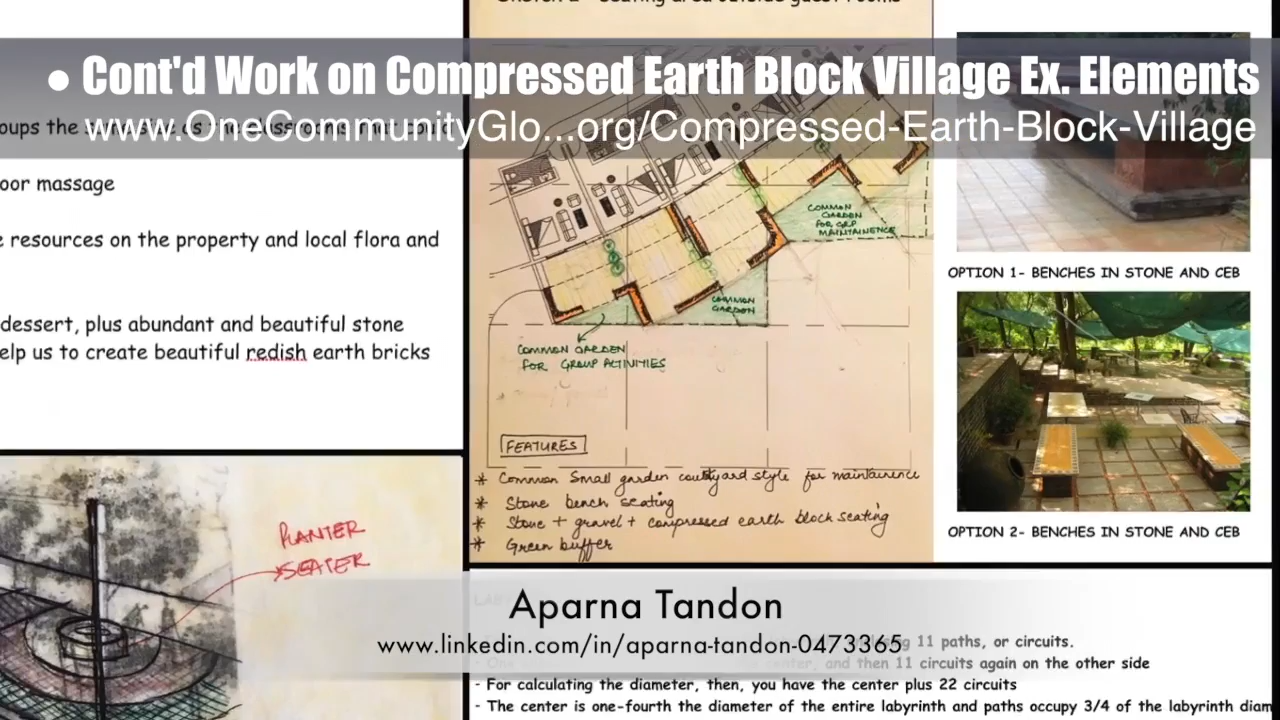 • Cont'd Work on Compressed Earth Block Village Ex. Elements
www.OneCommunityGlo...org/Compressed-Earth-Block-Village
oor massage
e resources on the property and local flora and
dessert, plus abundant and beautiful stone
elp us to create beautiful redish earth bricks
COMMON
GARDEN
FOR GRP
MAINTAINENCE
COMMON
GARDEN
COMMON GARDEN
FOR GROUP ACTIVITIES
FEATURES
* Common Small garden courtyard style for maintainence
* Stone bench seating
* Stone + gravel + compressed earth block seating
* Green buffer
OPTION 1- BENCHES IN STONE AND CEB
OPTION 2- BENCHES IN STONE AND CEB
PLANTER
SEATER
Aparna Tandon
www.linkedin.com/in/aparna-tandon-0473365
11 paths, or circuits.
center, and then 11 circuits again on the other side
- For calculating the diameter, then, you have the center plus 22 circuits
- The center is one-fourth the diameter of the entire labyrinth and paths occupy 3/4 of the labyrinth diam